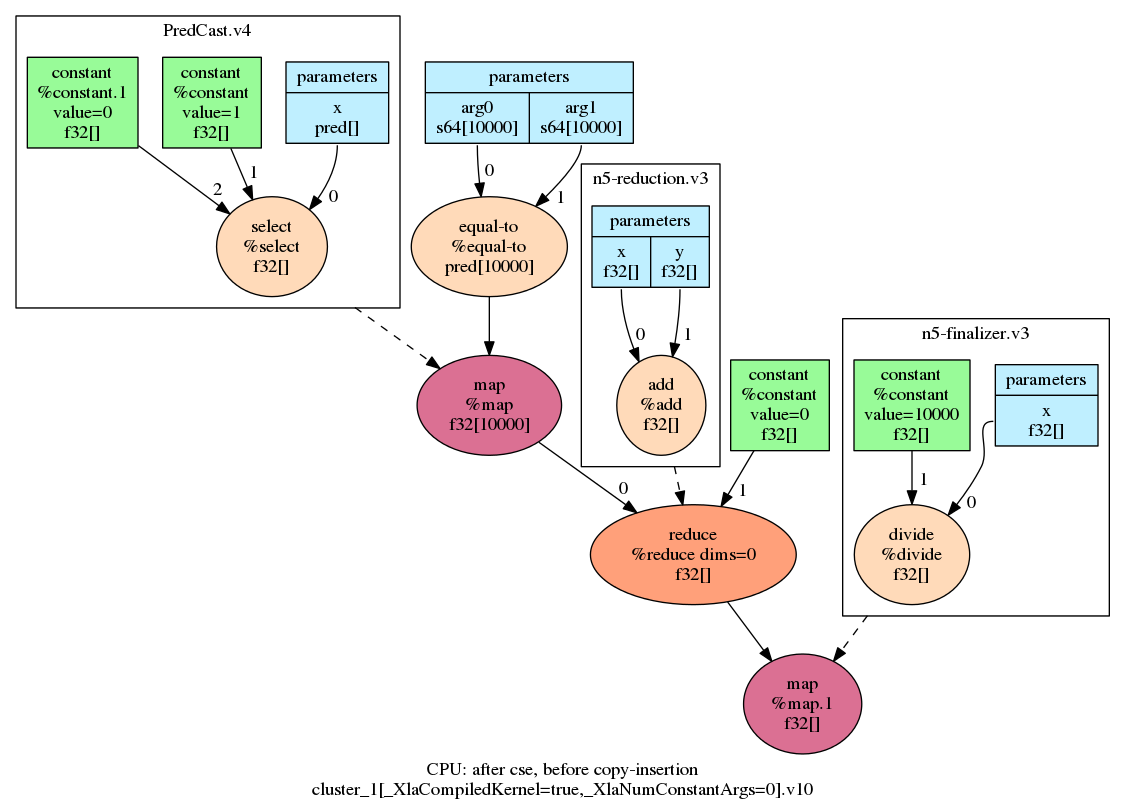 PredCast.v4
constant
%constant.1
value=0
f32[]
constant
%constant
value=1
f32[]
parameters
x
pred[]
2
1
0
select
%select
f32[]
parameters
arg0
s64[10000]
arg1
s64[10000]
0
1
equal-to
%equal-to
pred[10000]
map
%map
f32[10000]
n5-reduction.v3
parameters
x
f32[]
y
f32[]
0
1
add
%add
f32[]
constant
%constant
value=0
f32[]
0
1
reduce
%reduce dims=0
f32[]
n5-finalizer.v3
constant
%constant
value=10000
f32[]
parameters
x
f32[]
1
0
divide
%divide
f32[]
map
%map.1
f32[]
CPU: after cse, before copy-insertion
cluster_1[_XlaCompiledKernel=true,_XlaNumConstantArgs=0].v10